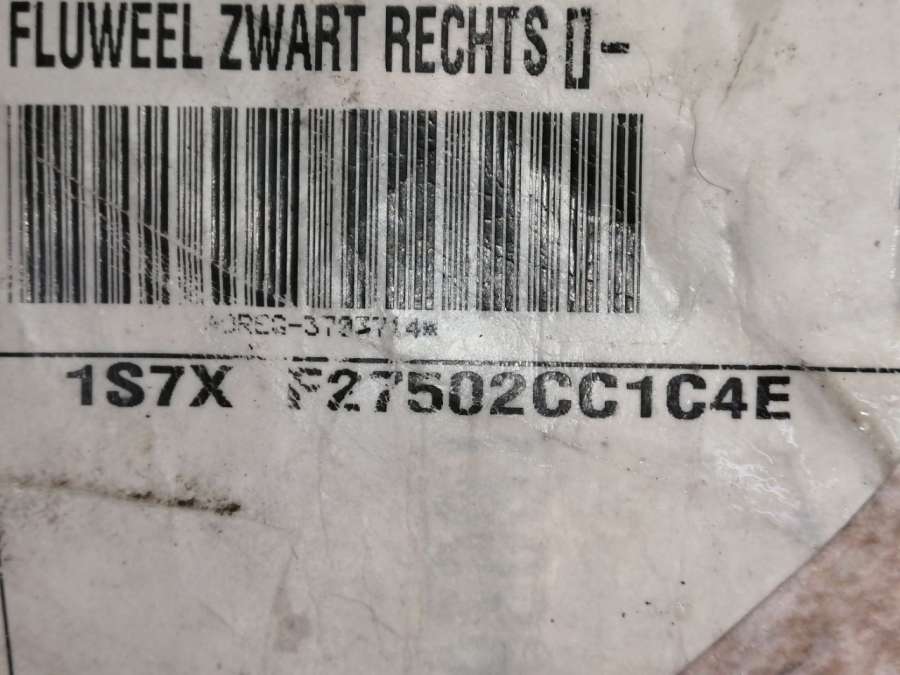 FLUWEEL ZWART RECHTS []-
1S7X F27502CC1C4E